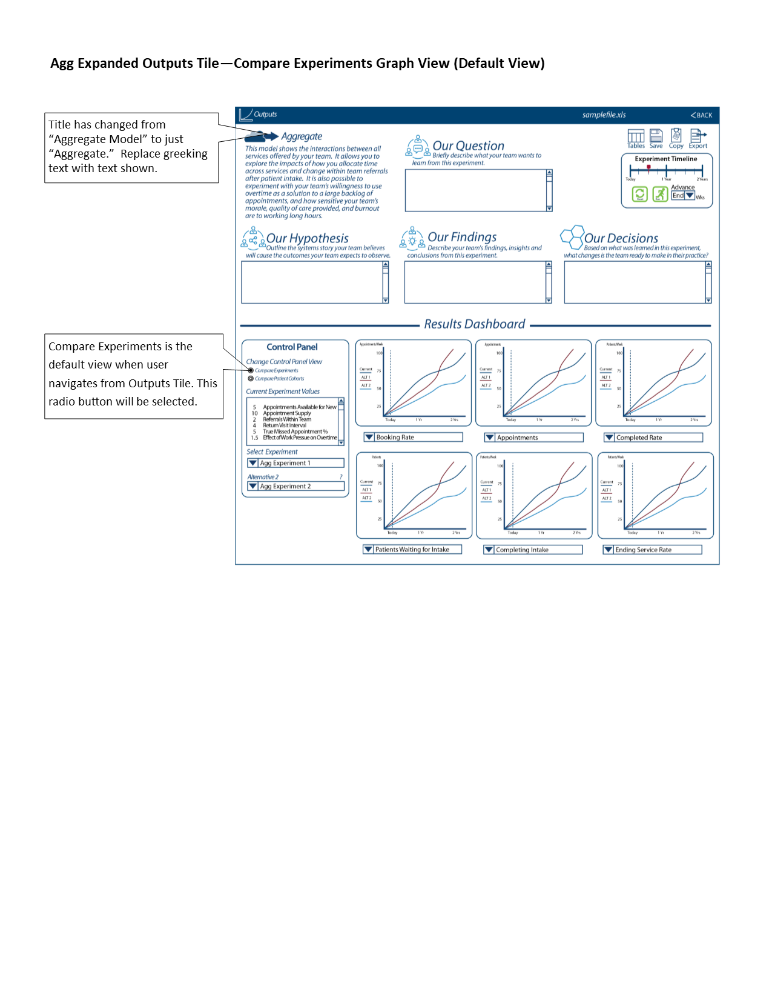 Agg Expanded Outputs Tile—Compare Experiments Graph View (Default View)
Title has changed from
“Aggregate Model” to just
“Aggregate.”  Replace greeking
text with text shown.
Outputs
samplefile.xls
<BACK
Aggregate
This model shows the interactions between all
services offered by your team.  It allows you to
explore the impacts of how you allocate time
across services and change within team referrals
after patient intake.  It is also possible to
experiment with your team’s willingness to use
overtime as a solution to a large backlog of
appointments, and how sensitive your team’s
morale, quality of care provided, and burnout
are to working long hours.
Our Question
Briefly describe what your team wants to
learn from this experiment.
Tables Save Copy Export
Experiment Timeline
Today 1 Year 2 Years
Advance
End Wks
Our Hypothesis
Outline the systems story your team believes
will cause the outcomes your team expects to observe.
Our Findings
Describe your team's findings, insights and
conclusions from this experiment.
Our Decisions
Based on what was learned in this experiment,
what changes is the team ready to make in their practice?
Results Dashboard
Compare Experiments is the
default view when user
navigates from Outputs Tile. This
radio button will be selected.
Control Panel
Change Control Panel View
Compare Experiments
Compare Patient Cohorts
Current Experiment Values
5 Appointments Available for New
10 Appointment Supply
2 Referrals Within Team
4 Return Visit Interval
5 True Missed Appointment %
1.5 Effect of Work Pressue on Overtime
Select Experiment
Agg Experiment 1
Alternative 2 ?
Agg Experiment 2
Appointments/Week
100
75
50
25
Current
ALT 1
ALT 2
Today 1 Yr 2 Yrs
Booking Rate
Appointments
100
75
50
25
Current
ALT 1
ALT 2
Today 1 Yr 2 Yrs
Appointments
Patients/Week
100
75
50
25
Current
ALT 1
ALT 2
Today 1 Yr 2 Yrs
Completed Rate
Patients
100
75
50
25
Current
ALT 1
ALT 2
Today 1 Yr 2 Yrs
Patients Waiting for Intake
Patients/Week
100
75
50
25
Current
ALT 1
ALT 2
Today 1 Yr 2 Yrs
Completing Intake
Patients/Week
100
75
50
25
Current
ALT 1
ALT 2
Today 1 Yr 2 Yrs
Ending Service Rate